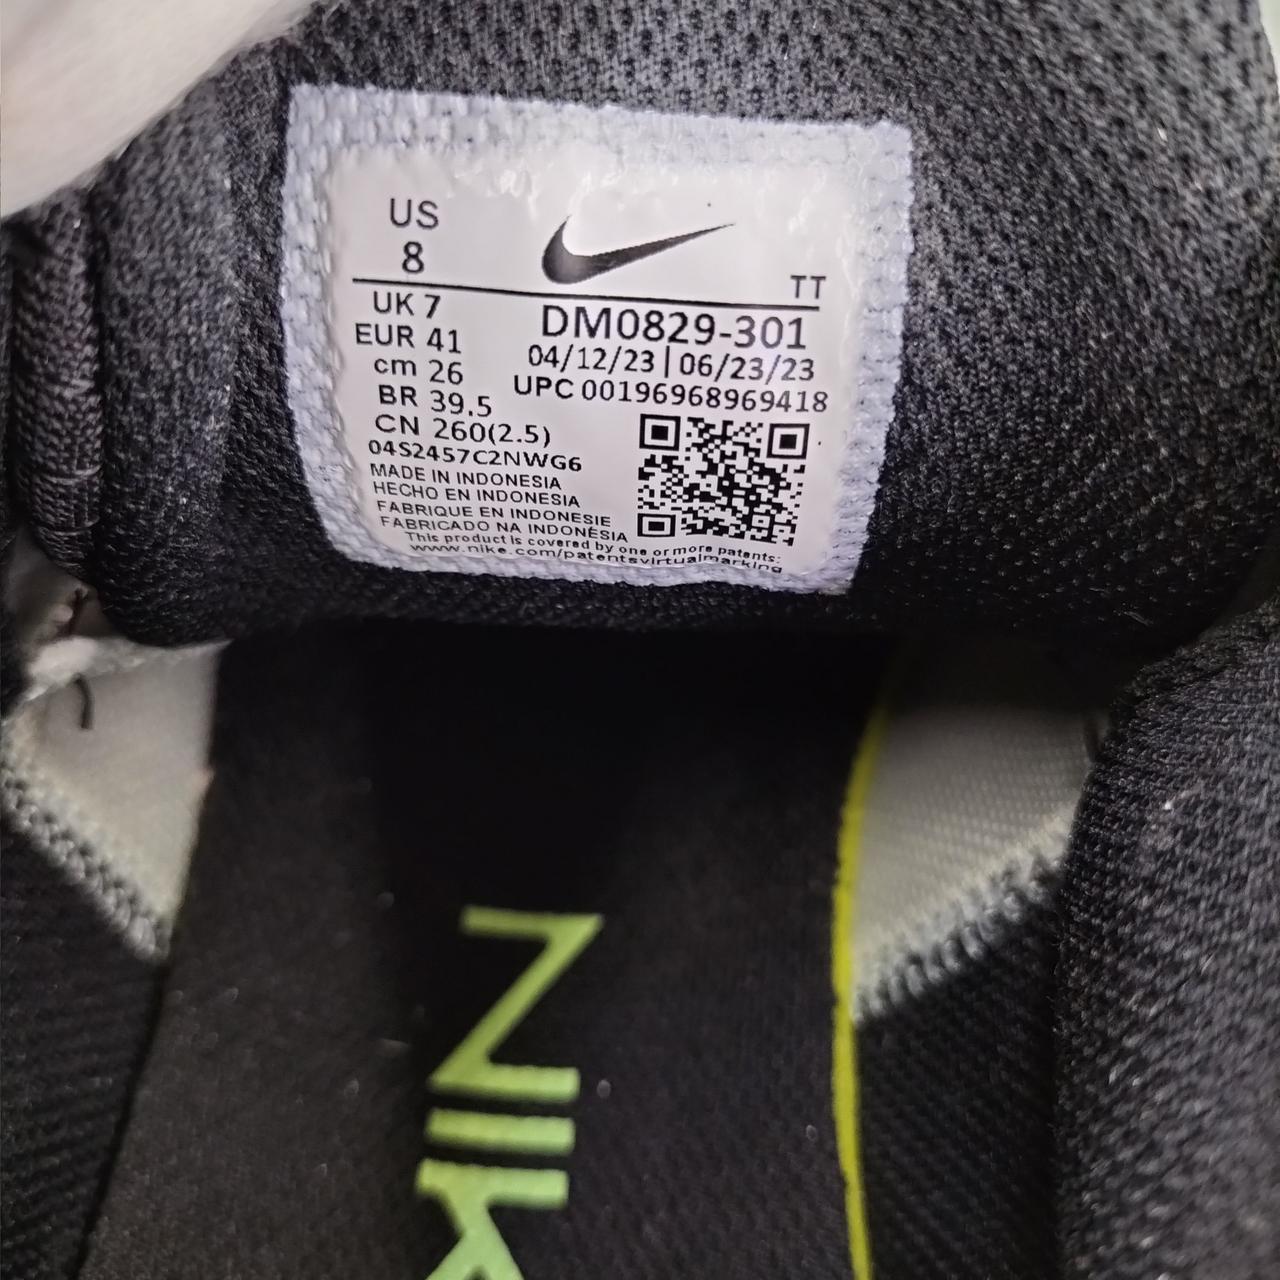 US
8
TT
UK 7
DM0829-301
EUR 41
04/12/23 | 06/23/23
cm 26
UPC 00196968969418
BR 39.5
CN 260(2.5)
04S2457C2NWG6
MADE IN INDONESIA
HECHO EN INDONESIA
FABRIQUE EN INDONESIE
FABRICADO NA INDONÉSIA
This product is covered by one or more patents:
www.nike.com/patentsvirtualmarking
NIK